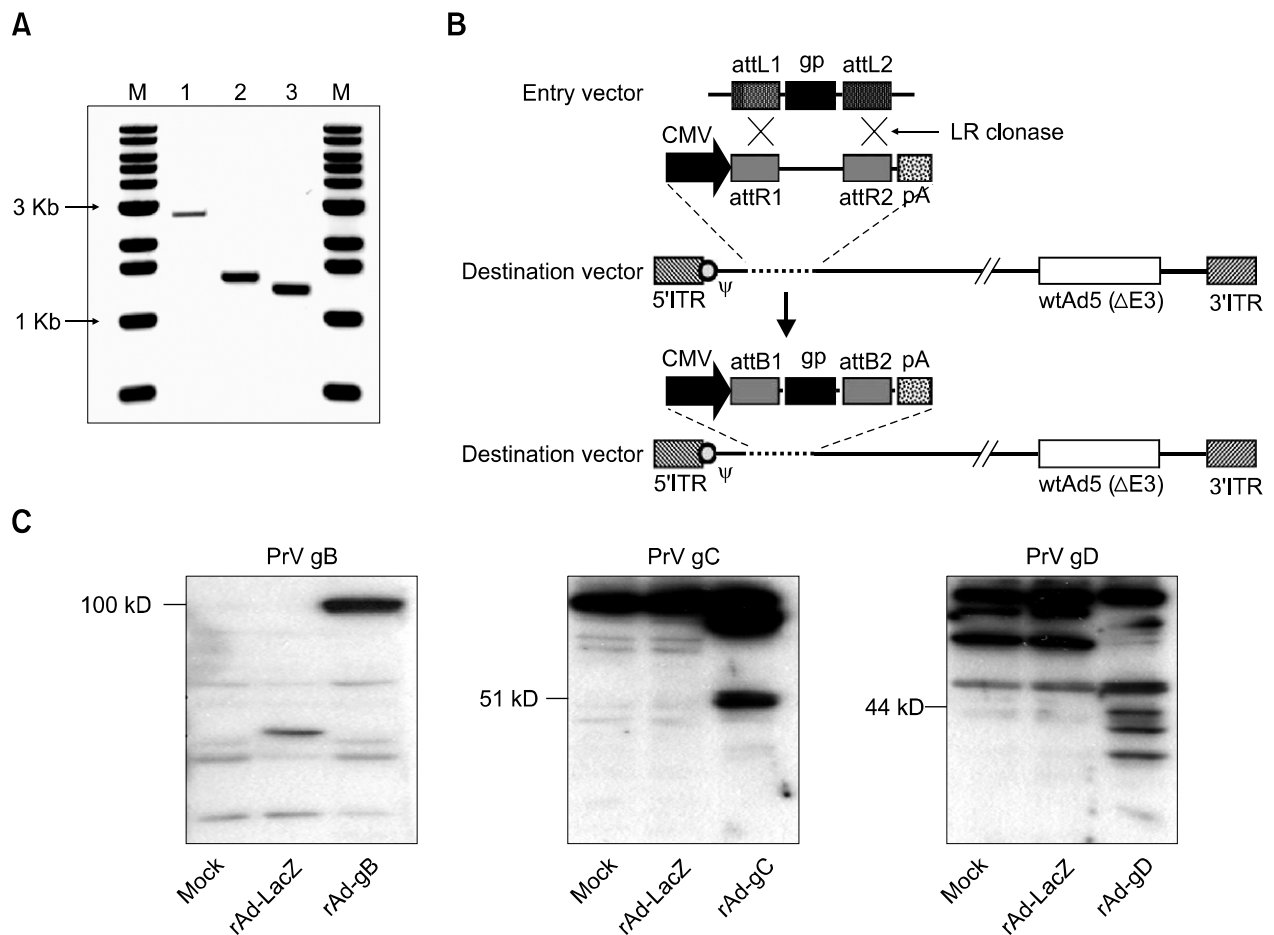 A
M 1 2 3 M
3 Kb
1 Kb
B
attL1 gp attL2
Entry vector
CMV
LR clonase
attR1 attR2 pA
Destination vector
5'ITR ψ wtAd5 (△E3) 3'ITR
CMV attB1 gp attB2 pA
Destination vector
5'ITR ψ wtAd5 (△E3) 3'ITR
C
PrV gB
100 kD
Mock
rAd-LacZ
rAd-gB
PrV gC
51 kD
Mock
rAd-LacZ
rAd-gC
PrV gD
44 kD
Mock
rAd-LacZ
rAd-gD